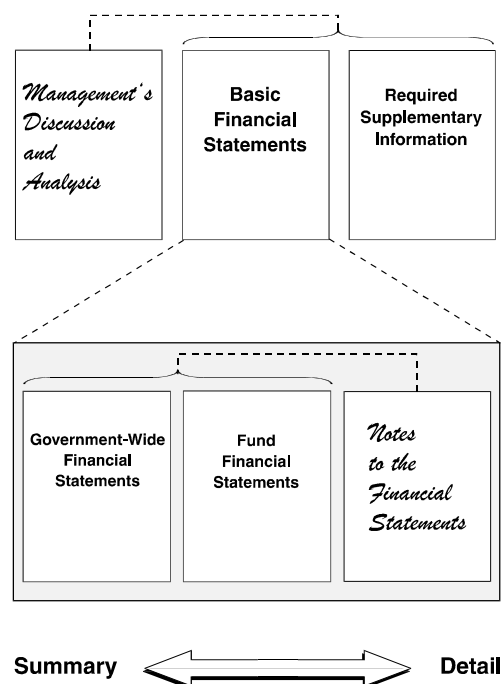 Management's
Discussion
and
Analysis
Basic
Financial
Statements
Required
Supplementary
Information
Government-Wide
Financial
Statements
Fund
Financial
Statements
Notes
to the
Financial
Statements
Summary
Detail